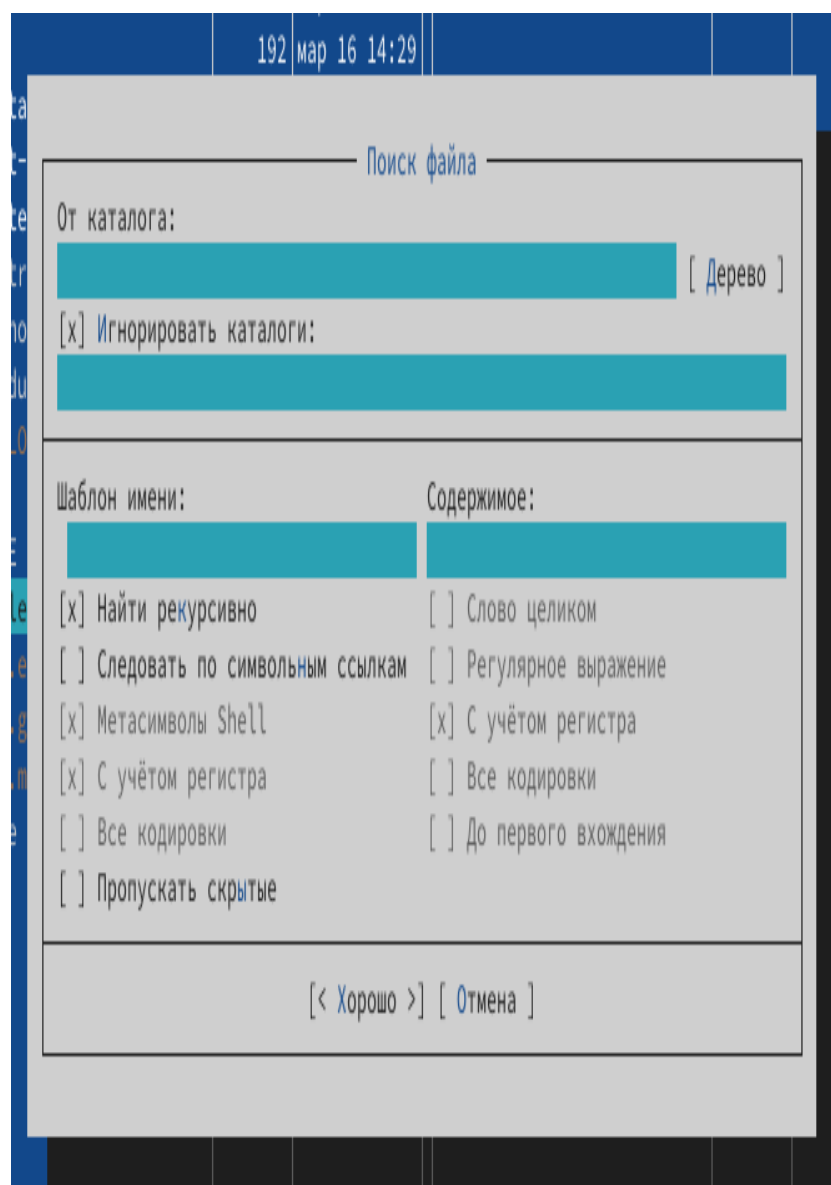 192 мар 16 14:29
Поиск файла
От каталога:
[ Дерево ]
[x] Игнорировать каталоги:
Шаблон имени: Содержимое:
[x] Найти рекурсивно [ ] Слово целиком
[ ] Следовать по символьным ссылкам [ ] Регулярное выражение
[x] Метасимволы Shell [x] С учётом регистра
[x] С учётом регистра [ ] Все кодировки
[ ] Все кодировки [ ] До первого вхождения
[ ] Пропускать скрытые
[< Хорошо >] [ Отмена ]